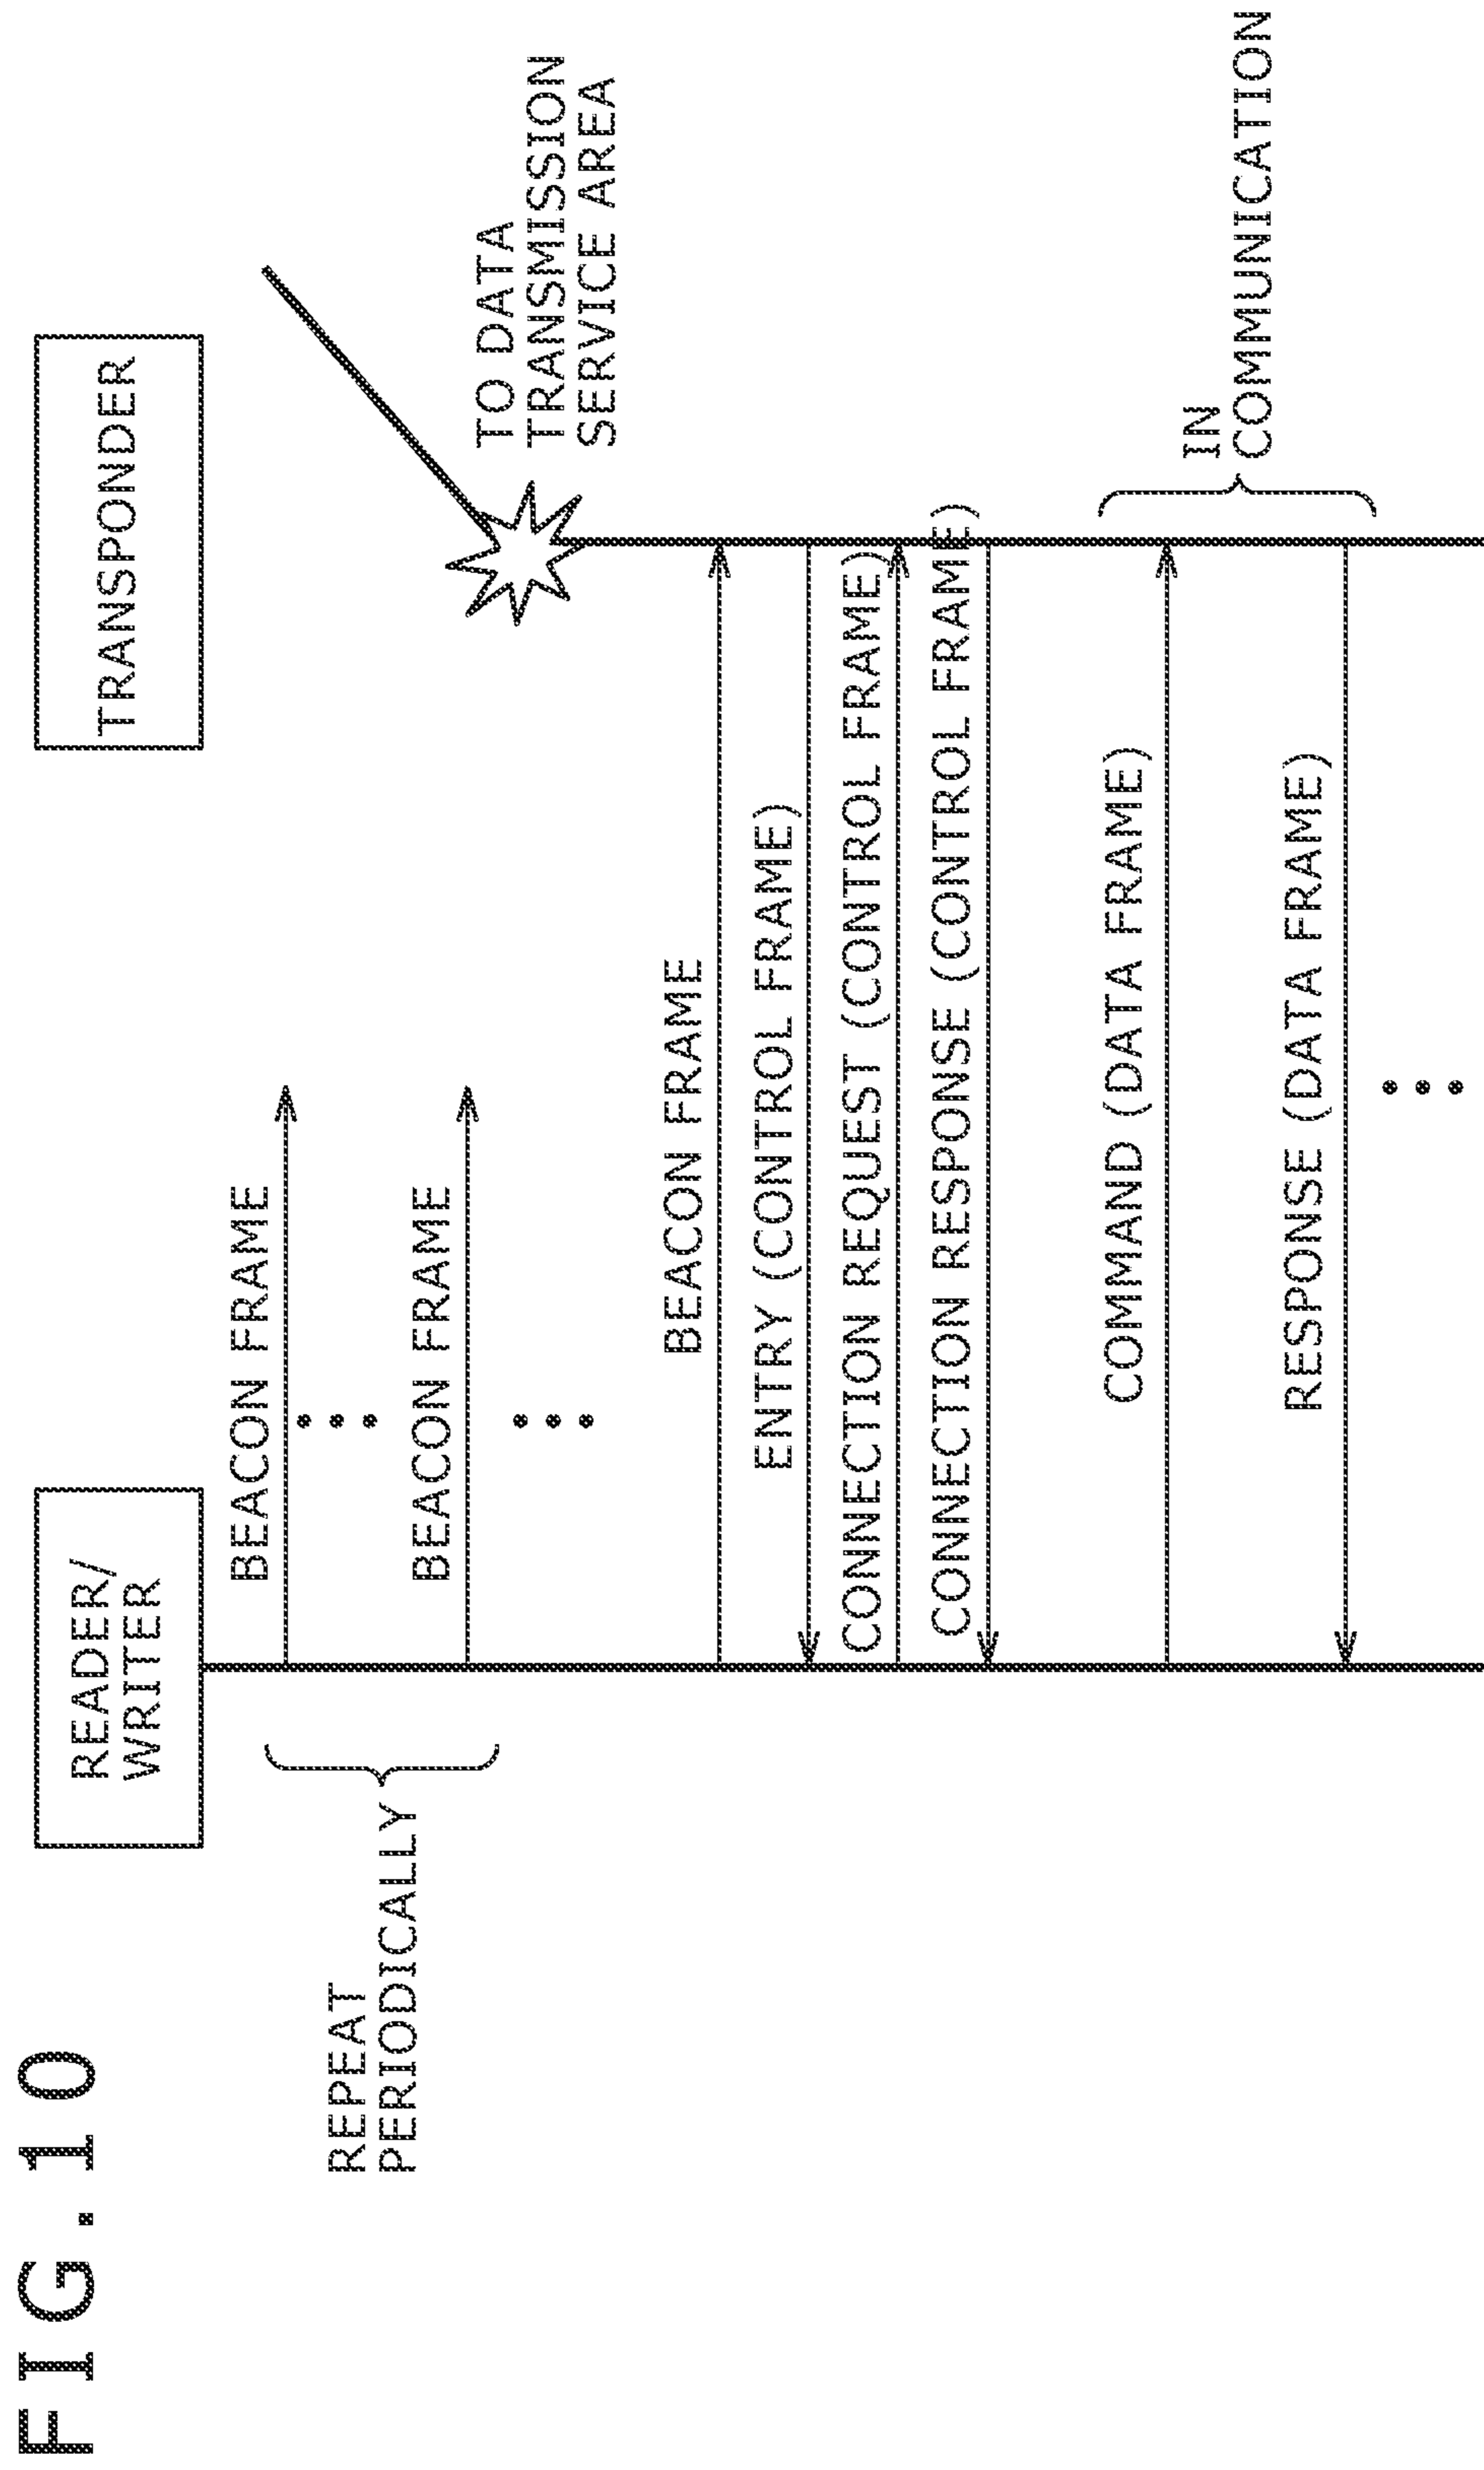 FIG.10
READER/
WRITER
TRANSPONDER
BEACON FRAME
REPEAT
PERIODICALLY
BEACON FRAME
TO DATA
TRANSMISSION
SERVICE AREA
BEACON FRAME
ENTRY (CONTROL FRAME)
CONNECTION REQUEST (CONTROL FRAME)
CONNECTION RESPONSE (CONTROL FRAME)
COMMAND (DATA FRAME)
IN
COMMUNICATION
RESPONSE (DATA FRAME)